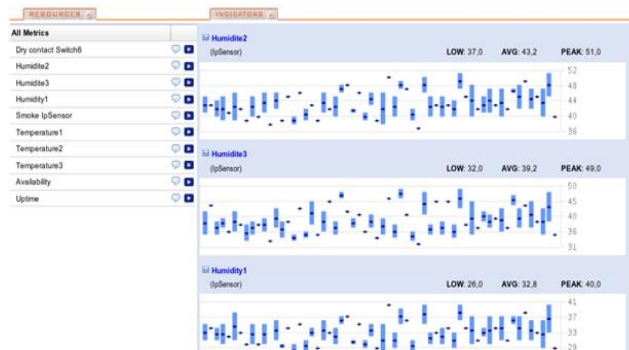 RESOURCES
INDICATORS
All Metrics
Dry contact Switch6
Humidite2
Humidite3
Humidity1
Smoke IpSensor
Temperature1
Temperature2
Temperature3
Availability
Uptime
Humidite2
(IpSensor)
LOW: 37,0 AVG: 43,2 PEAK: 51,0
52
48
44
40
36
Humidite3
(IpSensor)
LOW: 32,0 AVG: 39,2 PEAK: 49,0
50
45
40
36
31
Humidity1
(IpSensor)
LOW: 26,0 AVG: 32,8 PEAK: 40,0
41
37
33
29